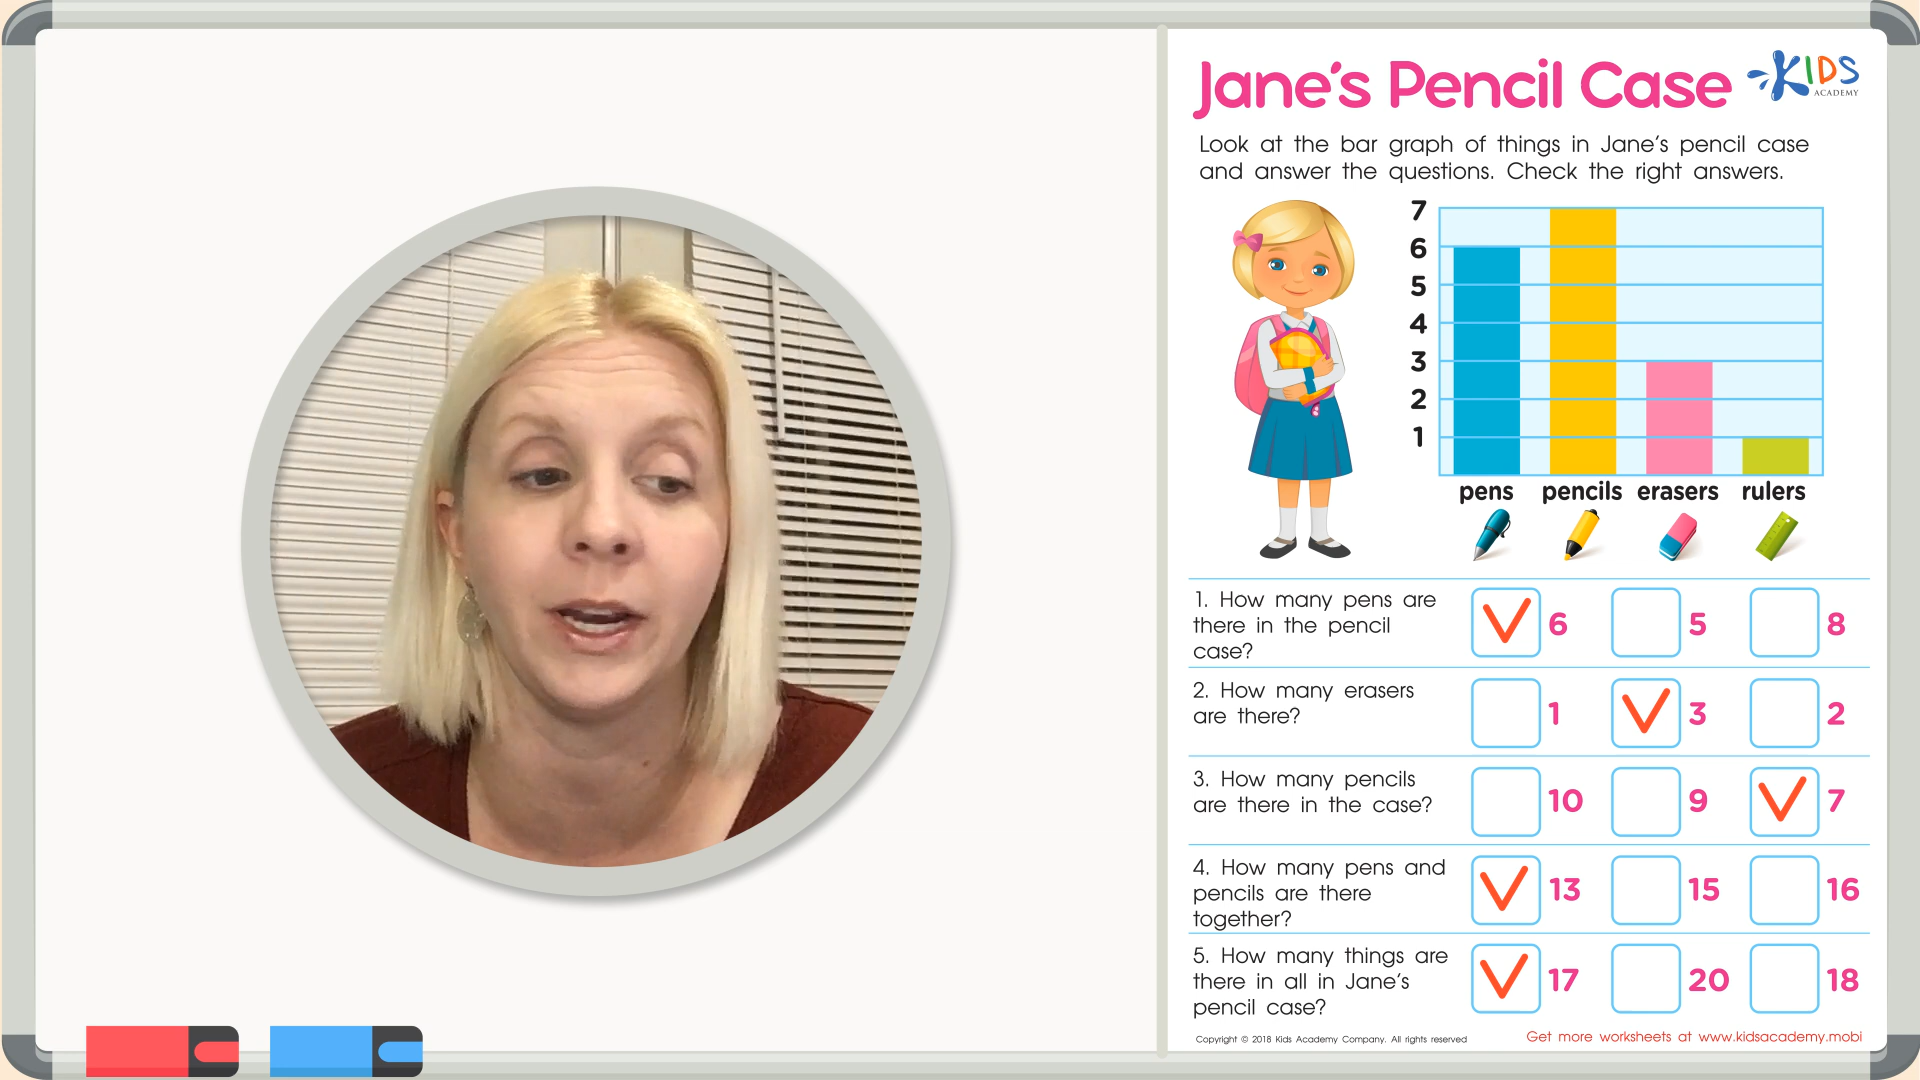 Jane's Pencil Case
KIDS
ACADEMY
Look at the bar graph of things in Jane's pencil case
and answer the questions. Check the right answers.
7
6
5
4
3
2
1
pens pencils erasers rulers
1. How many pens are
there in the pencil
case?
6 5 8
2. How many erasers
are there?
1 3 2
3. How many pencils
are there in the case?
10 9 7
4. How many pens and
pencils are there
together?
13 15 16
5. How many things are
there in all in Jane's
pencil case?
17 20 18
Copyright © 2018 Kids Academy Company. All rights reserved
Get more worksheets at www.kidsacademy.mobi